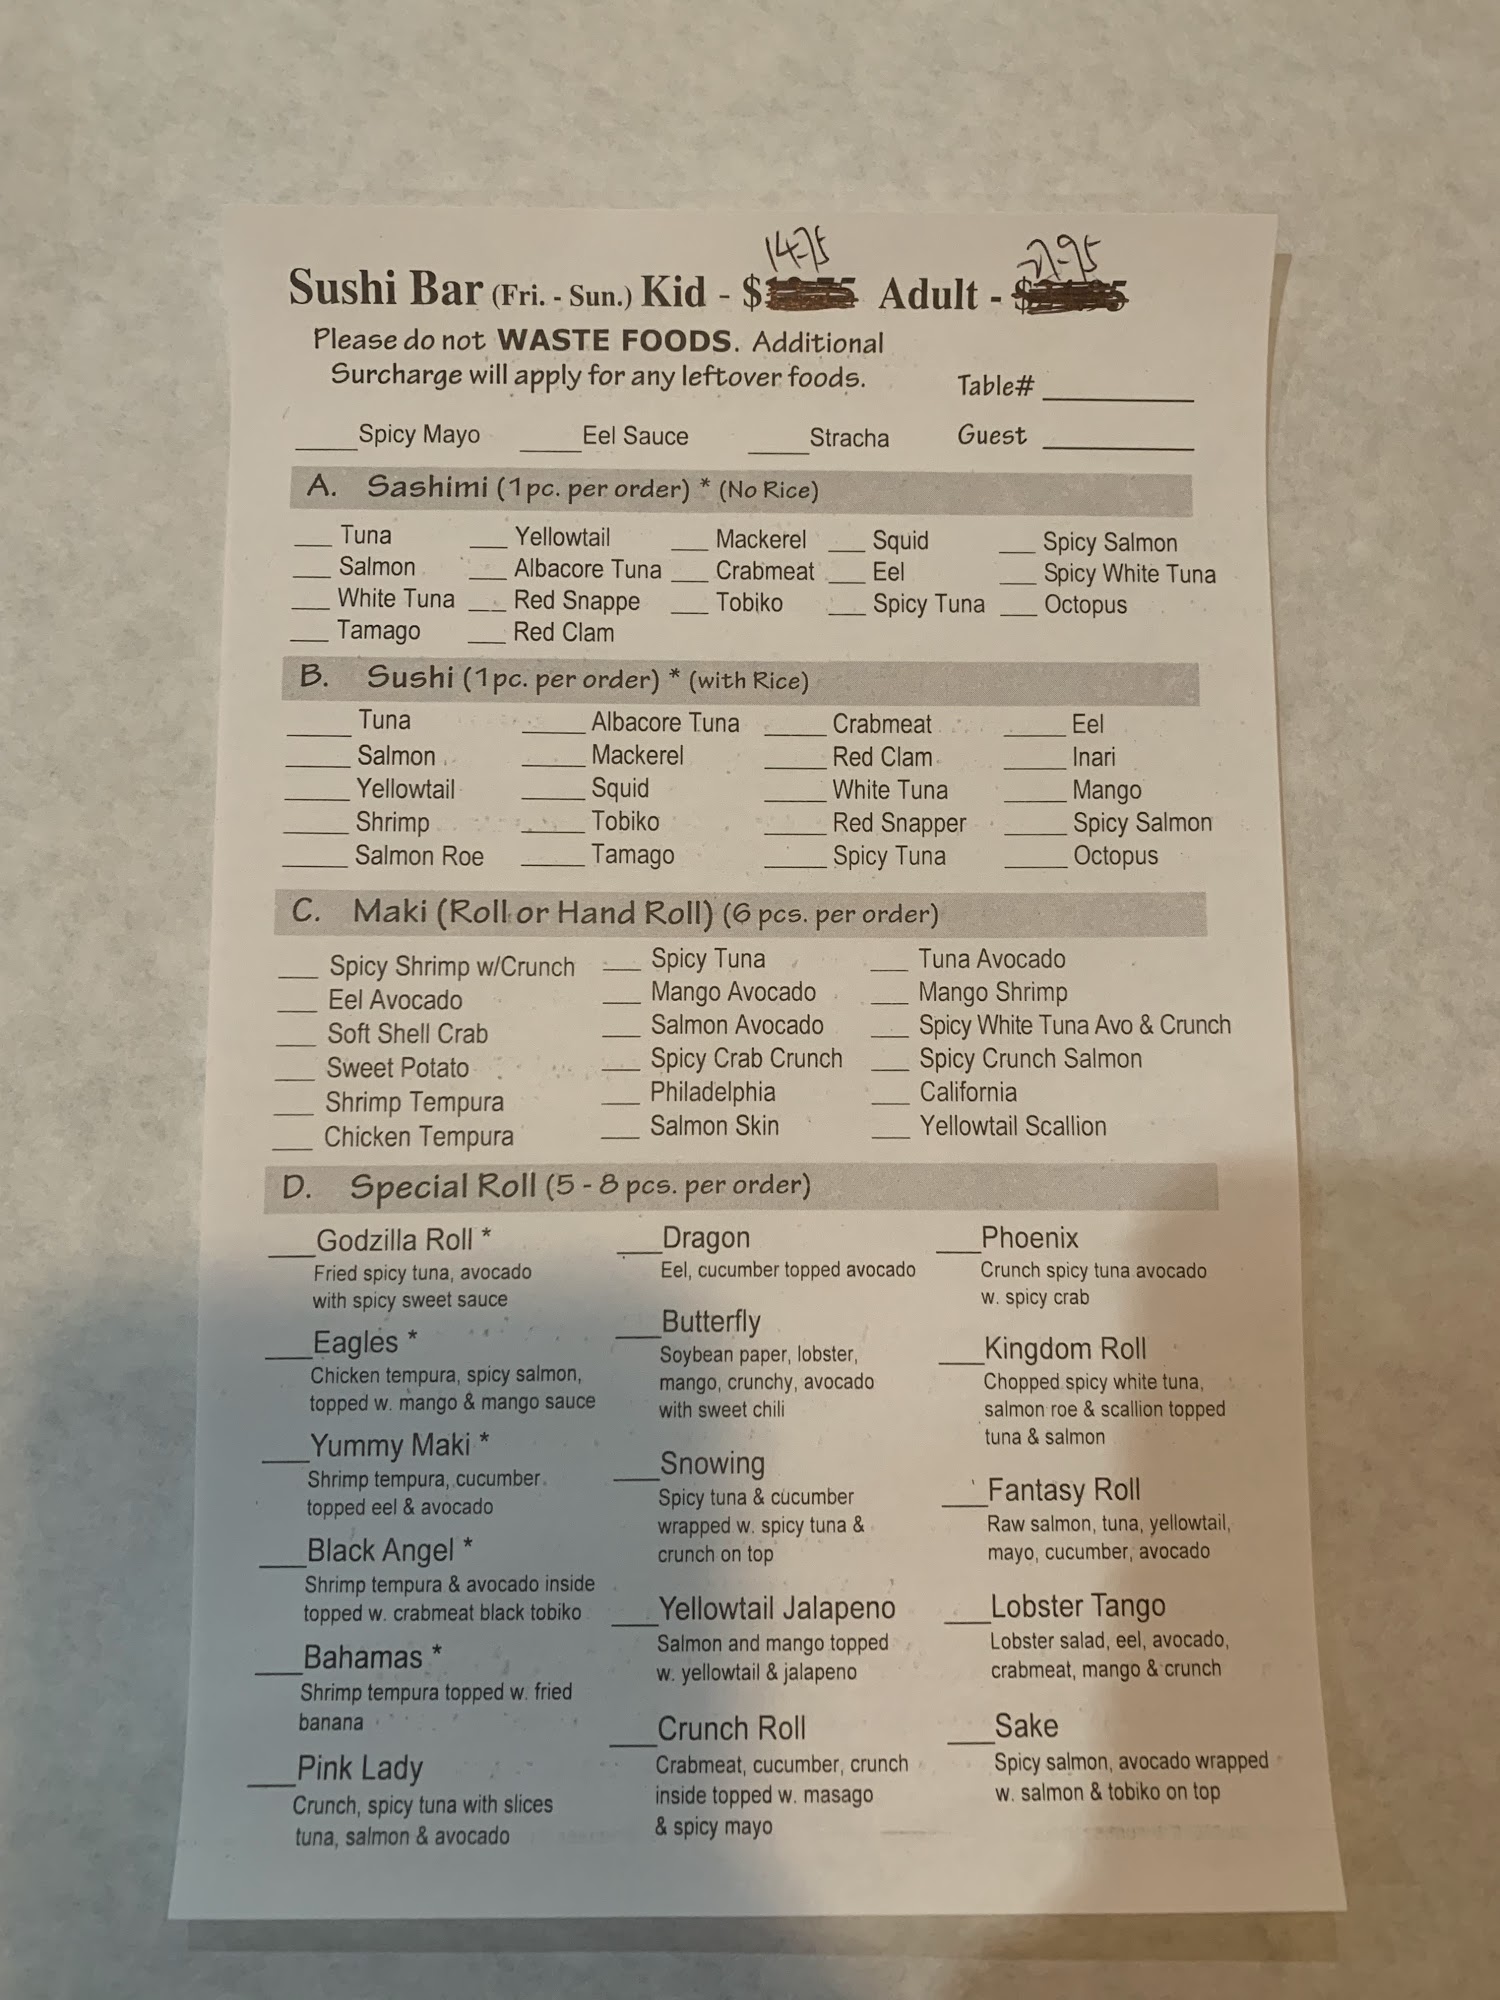 14.75
Sushi Bar (Fri. - Sun.) Kid - $ Adult - $
Please do not WASTE FOODS. Additional
Surcharge will apply for any leftover foods.
Table#
Spicy Mayo Eel Sauce Stracha Guest
A. Sashimi (1pc. per order) * (No Rice)
Tuna Yellowtail Mackerel Squid Spicy Salmon
Salmon Albacore Tuna Crabmeat Eel Spicy White Tuna
White Tuna Red Snappe Tobiko Spicy Tuna Octopus
Tamago Red Clam
B. Sushi (1pc. per order) * (with Rice)
Tuna Albacore Tuna Crabmeat Eel
Salmon Mackerel Red Clam Inari
Yellowtail Squid White Tuna Mango
Shrimp Tobiko Red Snapper Spicy Salmon
Salmon Roe Tamago Spicy Tuna Octopus
C. Maki (Roll or Hand Roll) (6 pcs. per order)
Spicy Shrimp w/Crunch Spicy Tuna Tuna Avocado
Eel Avocado Mango Avocado Mango Shrimp
Soft Shell Crab Salmon Avocado Spicy White Tuna Avo & Crunch
Sweet Potato Spicy Crab Crunch Spicy Crunch Salmon
Shrimp Tempura Philadelphia California
Chicken Tempura Salmon Skin Yellowtail Scallion
D. Special Roll (5 - 8 pcs. per order)
Godzilla Roll *
Fried spicy tuna, avocado
with spicy sweet sauce
Eagles *
Chicken tempura, spicy salmon,
topped w. mango & mango sauce
Yummy Maki *
Shrimp tempura, cucumber
topped eel & avocado
Black Angel *
Shrimp tempura & avocado inside
topped w. crabmeat black tobiko
Bahamas *
Shrimp tempura topped w. fried
banana
Pink Lady
Crunch, spicy tuna with slices
tuna, salmon & avocado
Dragon
Eel, cucumber topped avocado
Butterfly
Soybean paper, lobster,
mango, crunchy, avocado
with sweet chili
Snowing
Spicy tuna & cucumber
wrapped w. spicy tuna &
crunch on top
Yellowtail Jalapeno
Salmon and mango topped
w. yellowtail & jalapeno
Crunch Roll
Crabmeat, cucumber, crunch
inside topped w. masago
& spicy mayo
Phoenix
Crunch spicy tuna avocado
w. spicy crab
Kingdom Roll
Chopped spicy white tuna,
salmon roe & scallion topped
tuna & salmon
Fantasy Roll
Raw salmon, tuna, yellowtail,
mayo, cucumber, avocado
Lobster Tango
Lobster salad, eel, avocado,
crabmeat, mango & crunch
Sake
Spicy salmon, avocado wrapped
w. salmon & tobiko on top